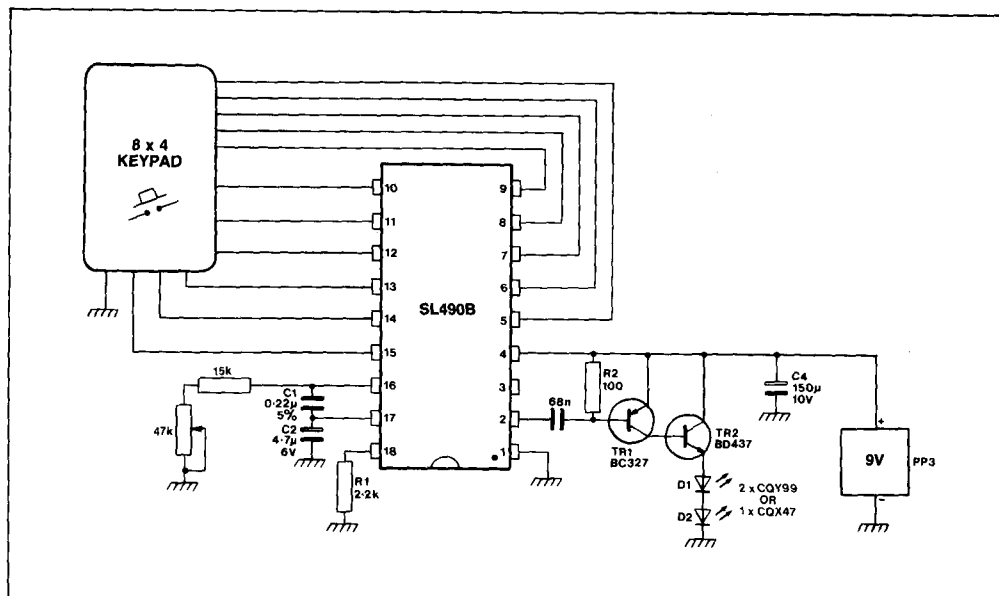 8 x 4
KEYPAD
SL490B
10
11
12
13
14
15
16
17
18
9
8
7
6
5
4
3
2
1
15k
47k
C1
0·22μ
5%
C2
4·7μ
6V
R1
2·2k
R2
100
68n
TR1
BC327
TR2
BD437
D1
D2
2 x CQY99
OR
1 x CQX47
C4
150μ
10V
+
9V
-
PP3